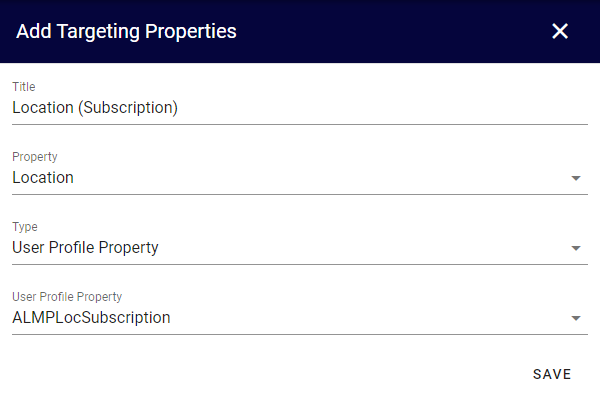 Add Targeting Properties
Title
Location (Subscription)
Property
Location
Type
User Profile Property
User Profile Property
ALMPLocSubscription
SAVE